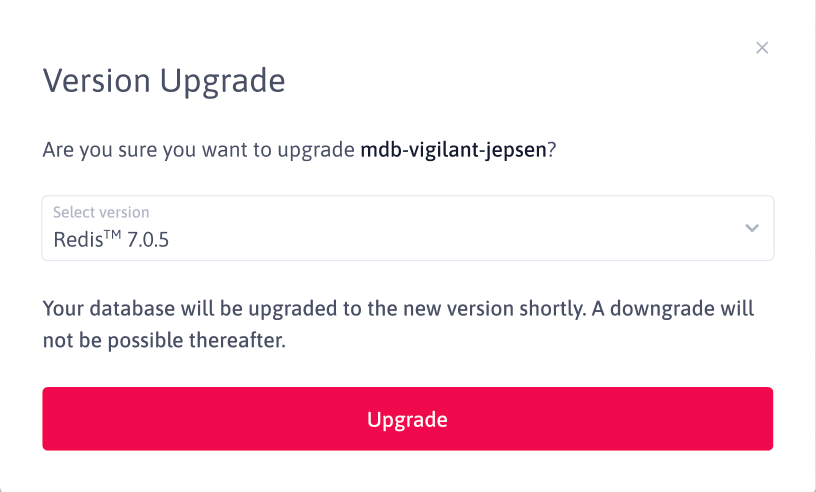 Version Upgrade
Are you sure you want to upgrade mdb-vigilant-jepsen?
Select version
Redis™ 7.0.5
Your database will be upgraded to the new version shortly. A downgrade will
not be possible thereafter.
Upgrade